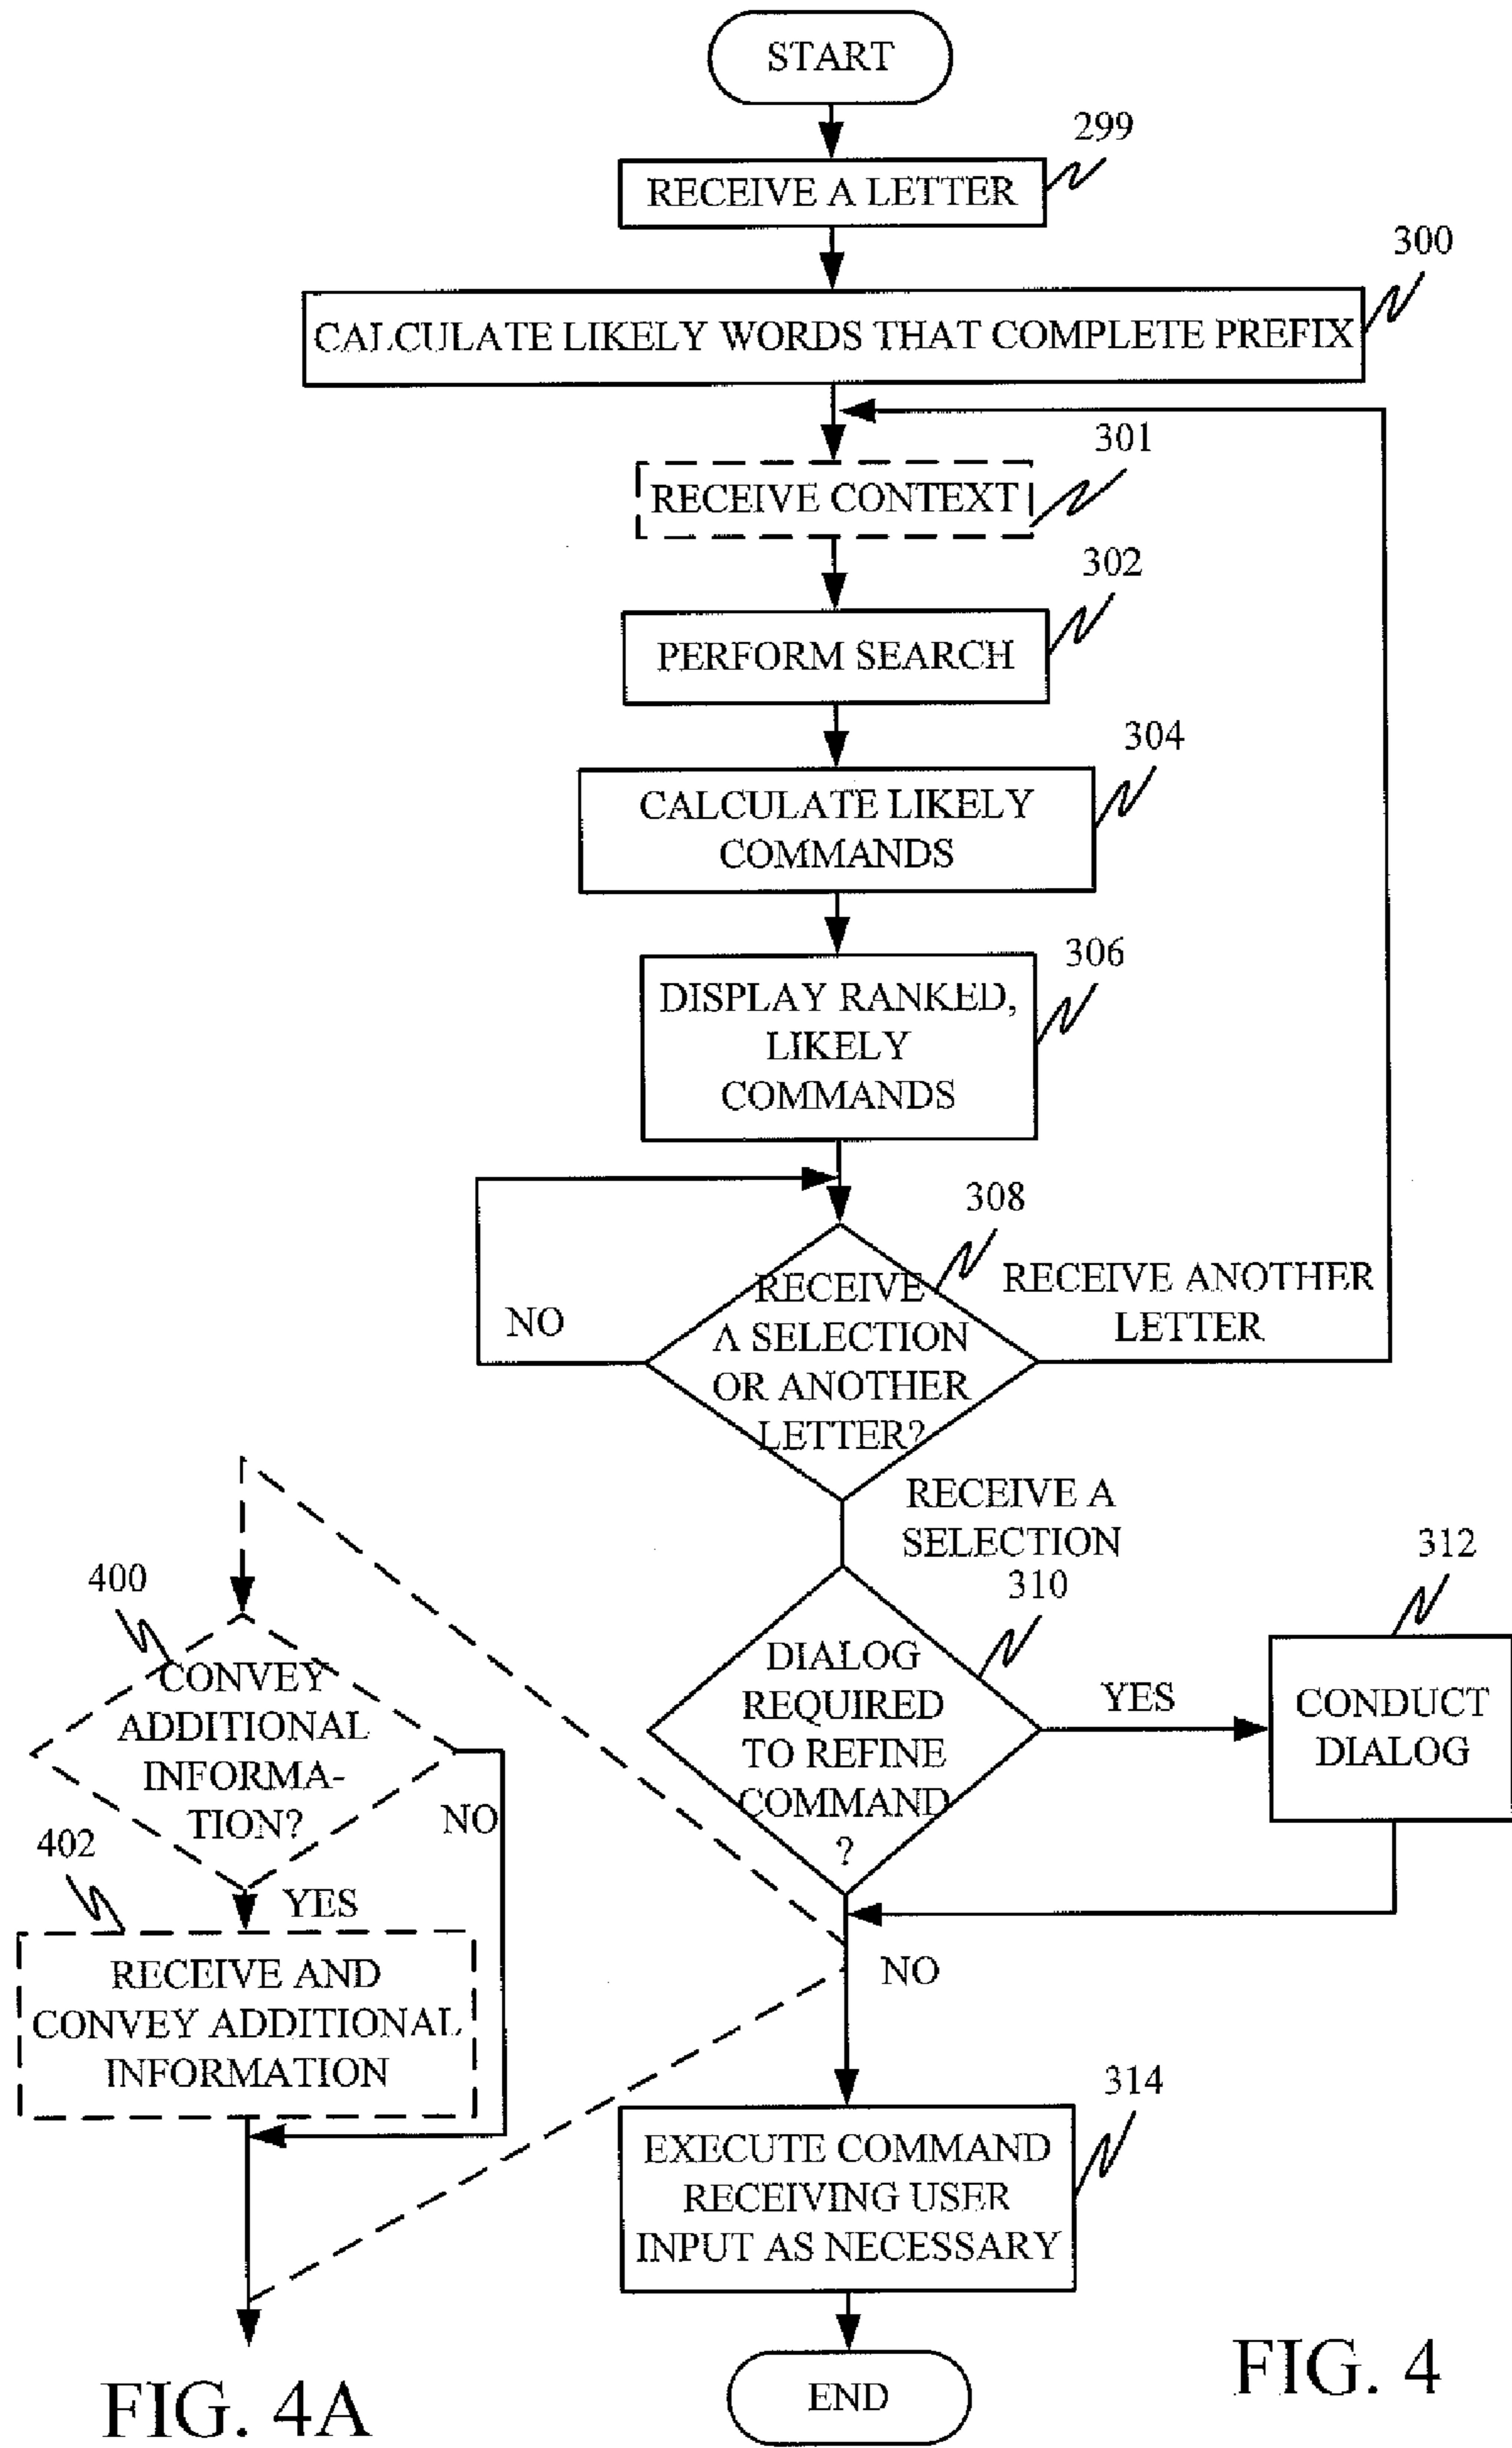 START
299
RECEIVE A LETTER
300
CALCULATE LIKELY WORDS THAT COMPLETE PREFIX
301
RECEIVE CONTEXT
302
PERFORM SEARCH
304
CALCULATE LIKELY
COMMANDS
306
DISPLAY RANKED,
LIKELY
COMMANDS
308
RECEIVE
A SELECTION
OR ANOTHER
LETTER?
NO
RECEIVE ANOTHER
LETTER
RECEIVE A
SELECTION
310
DIALOG
REQUIRED
TO REFINE
COMMAND
?
YES
312
CONDUCT
DIALOG
NO
400
CONVEY
ADDITIONAL
INFORMA-
TION?
NO
YES
402
RECEIVE AND
CONVEY ADDITIONAL
INFORMATION
314
EXECUTE COMMAND
RECEIVING USER
INPUT AS NECESSARY
END
FIG. 4A
FIG. 4